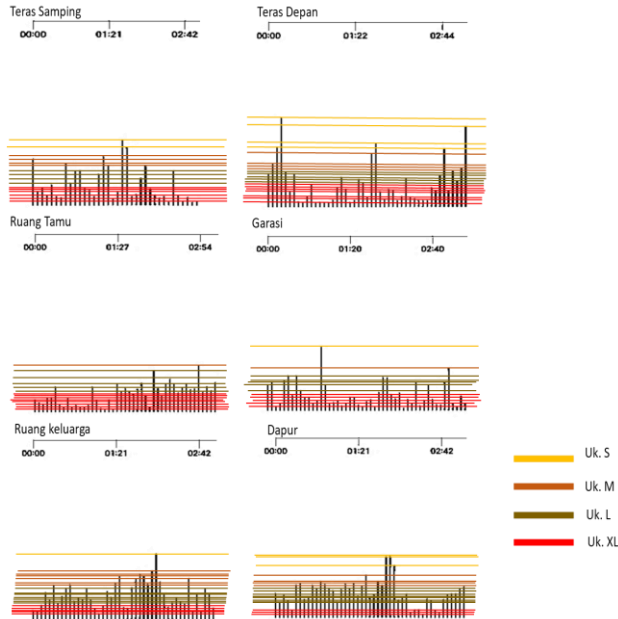 Teras Samping
00:00 01:21 02:42
Teras Depan
00:00 01:22 02:44
Ruang Tamu
00:00 01:27 02:54
Garasi
00:00 01:20 02:40
Ruang keluarga
00:00 01:21 02:42
Dapur
00:00 01:21 02:42
Uk. S
Uk. M
Uk. L
Uk. XL